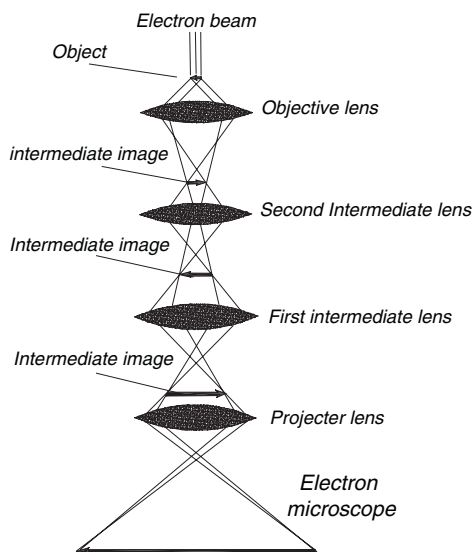 Electron beam
Object
Objective lens
intermediate image
Second Intermediate lens
Intermediate image
First intermediate lens
Intermediate image
Projecter lens
Electron
microscope